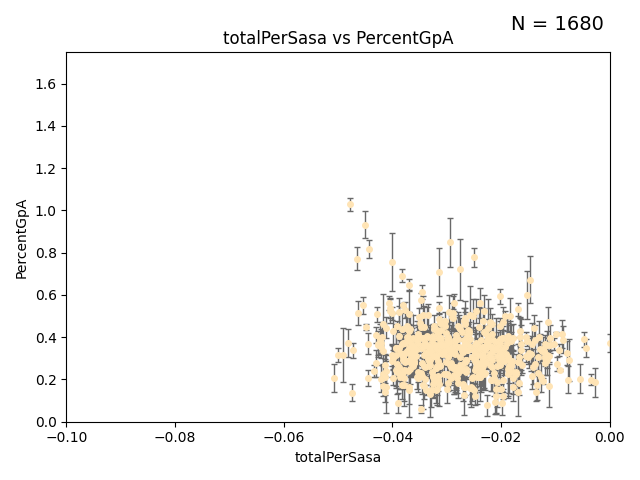 N = 1680
totalPerSasa vs PercentGpA
PercentGpA
1.6
1.4
1.2
1.0
0.8
0.6
0.4
0.2
0.0
−0.10 −0.08 −0.06 −0.04 −0.02 0.00
totalPerSasa